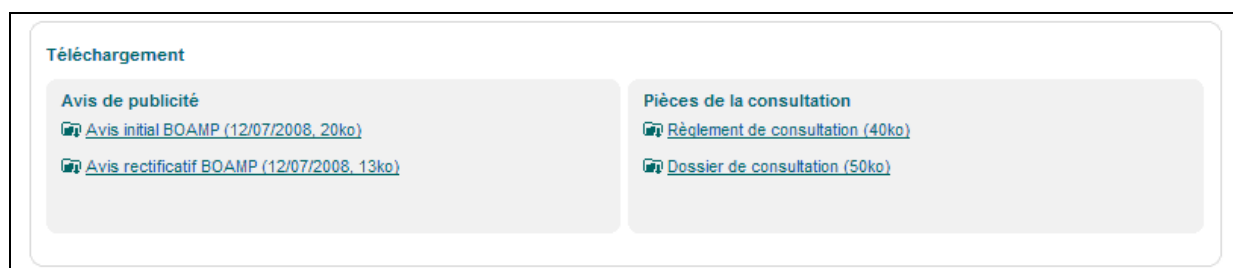 Téléchargement
Avis de publicité
Avis initial BOAMP (12/07/2008, 20ko)
Avis rectificatif BOAMP (12/07/2008, 13ko)
Pièces de la consultation
Règlement de consultation (40ko)
Dossier de consultation (50ko)